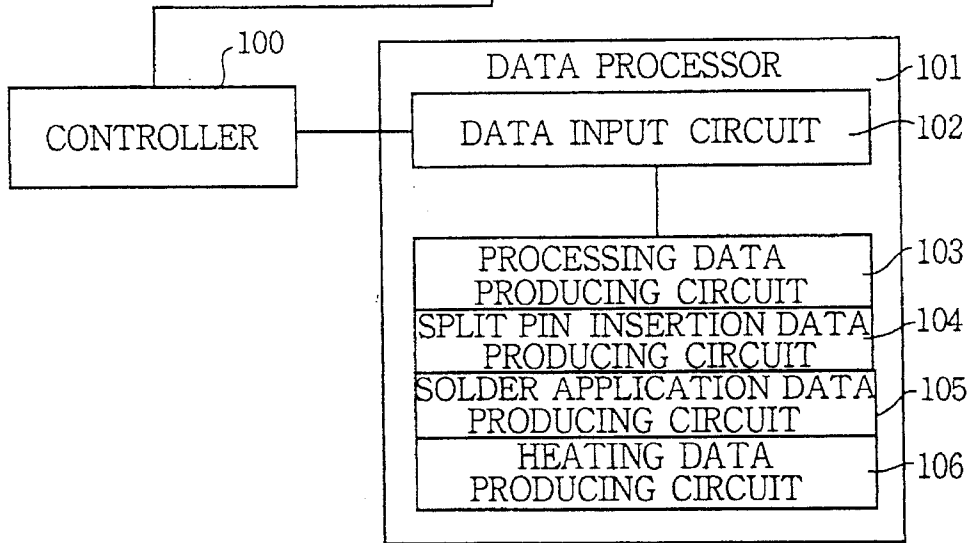 100
CONTROLLER
DATA PROCESSOR
101
DATA INPUT CIRCUIT
102
PROCESSING DATA
PRODUCING CIRCUIT
103
SPLIT PIN INSERTION DATA
PRODUCING CIRCUIT
104
SOLDER APPLICATION DATA
PRODUCING CIRCUIT
105
HEATING DATA
PRODUCING CIRCUIT
106